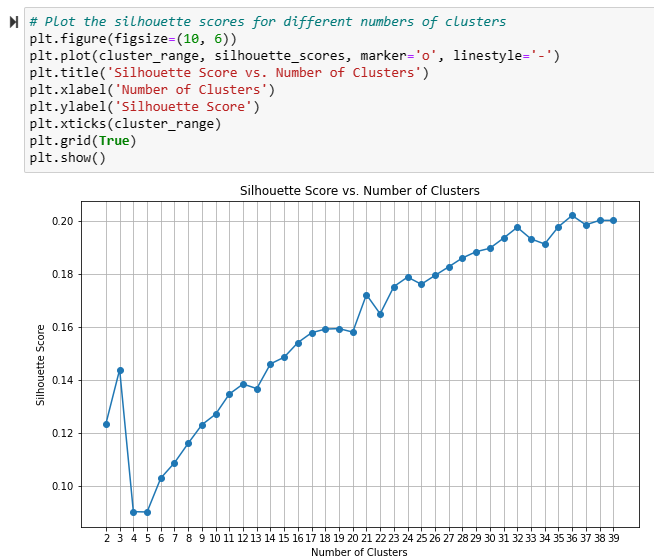 # Plot the silhouette scores for different numbers of clusters
plt.figure(figsize=(10, 6))
plt.plot(cluster_range, silhouette_scores, marker='o', linestyle='-')
plt.title('Silhouette Score vs. Number of Clusters')
plt.xlabel('Number of Clusters')
plt.ylabel('Silhouette Score')
plt.xticks(cluster_range)
plt.grid(True)
plt.show()
Silhouette Score vs. Number of Clusters
Silhouette Score
0.20
0.18
0.16
0.14
0.12
0.10
2 3 4 5 6 7 8 9 10 11 12 13 14 15 16 17 18 19 20 21 22 23 24 25 26 27 28 29 30 31 32 33 34 35 36 37 38 39
Number of Clusters